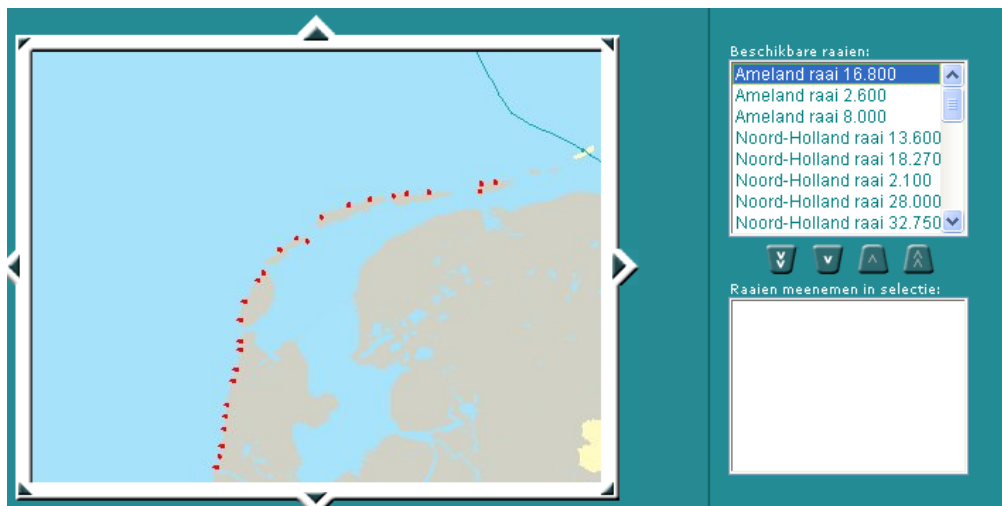 Beschikbare raaien:
Ameland raai 16.800
Ameland raai 2.600
Ameland raai 8.000
Noord-Holland raai 13.600
Noord-Holland raai 18.270
Noord-Holland raai 2.100
Noord-Holland raai 28.000
Noord-Holland raai 32.750
Raaien meenemen in selectie: